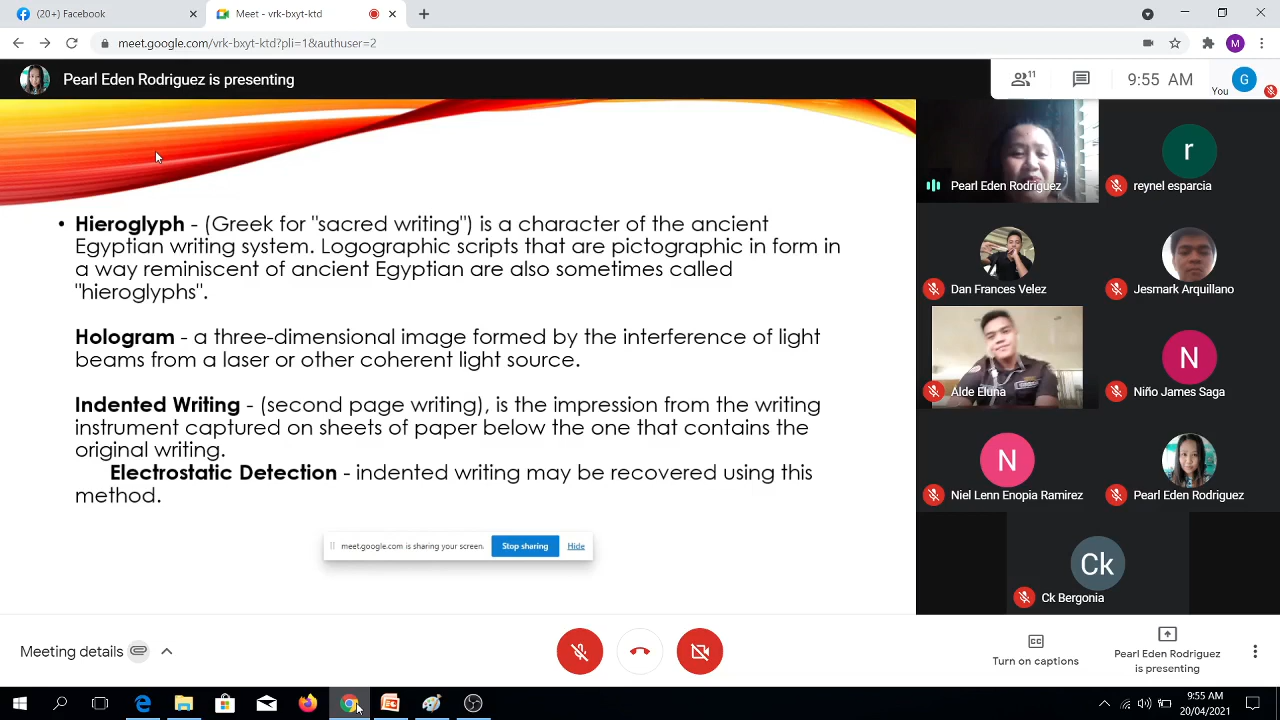 (20+) Facebook
Meet - vrk-bxyt-ktd
meet.google.com/vrk-bxyt-ktd?pli=1&authuser=2
M
Pearl Eden Rodriguez is presenting
11
9:55 AM
You
G
• Hieroglyph - (Greek for "sacred writing") is a character of the ancient
Egyptian writing system. Logographic scripts that are pictographic in form in
a way reminiscent of ancient Egyptian are also sometimes called
"hieroglyphs".
Hologram - a three-dimensional image formed by the interference of light
beams from a laser or other coherent light source.
Indented Writing - (second page writing), is the impression from the writing
instrument captured on sheets of paper below the one that contains the
original writing.
Electrostatic Detection - indented writing may be recovered using this
method.
meet.google.com is sharing your screen.
Stop sharing
Hide
Pearl Eden Rodriguez
r
reynel esparcia
Dan Frances Velez
Jesmark Arquillano
Alde Eluna
N
Niño James Saga
N
Niel Lenn Enopia Ramirez
Pearl Eden Rodriguez
Ck
Ck Bergonia
Meeting details
CC
Turn on captions
Pearl Eden Rodriguez
is presenting
9:55 AM
20/04/2021